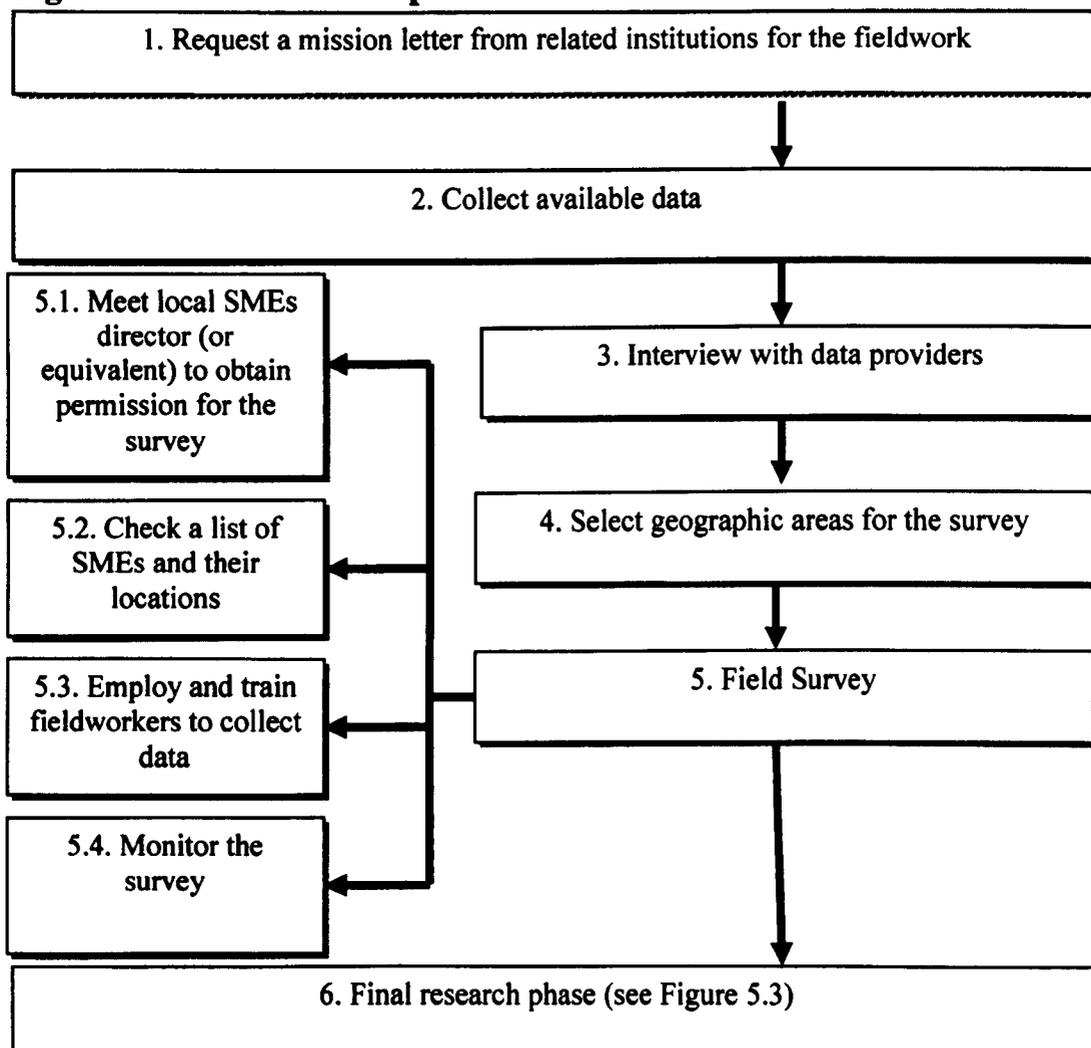 1. Request a mission letter from related institutions for the fieldwork
2. Collect available data
3. Interview with data providers
4. Select geographic areas for the survey
5. Field Survey
5.1. Meet local SMEs
director (or
equivalent) to obtain
permission for the
survey
5.2. Check a list of
SMEs and their
locations
5.3. Employ and train
fieldworkers to collect
data
5.4. Monitor the
survey
6. Final research phase (see Figure 5.3)